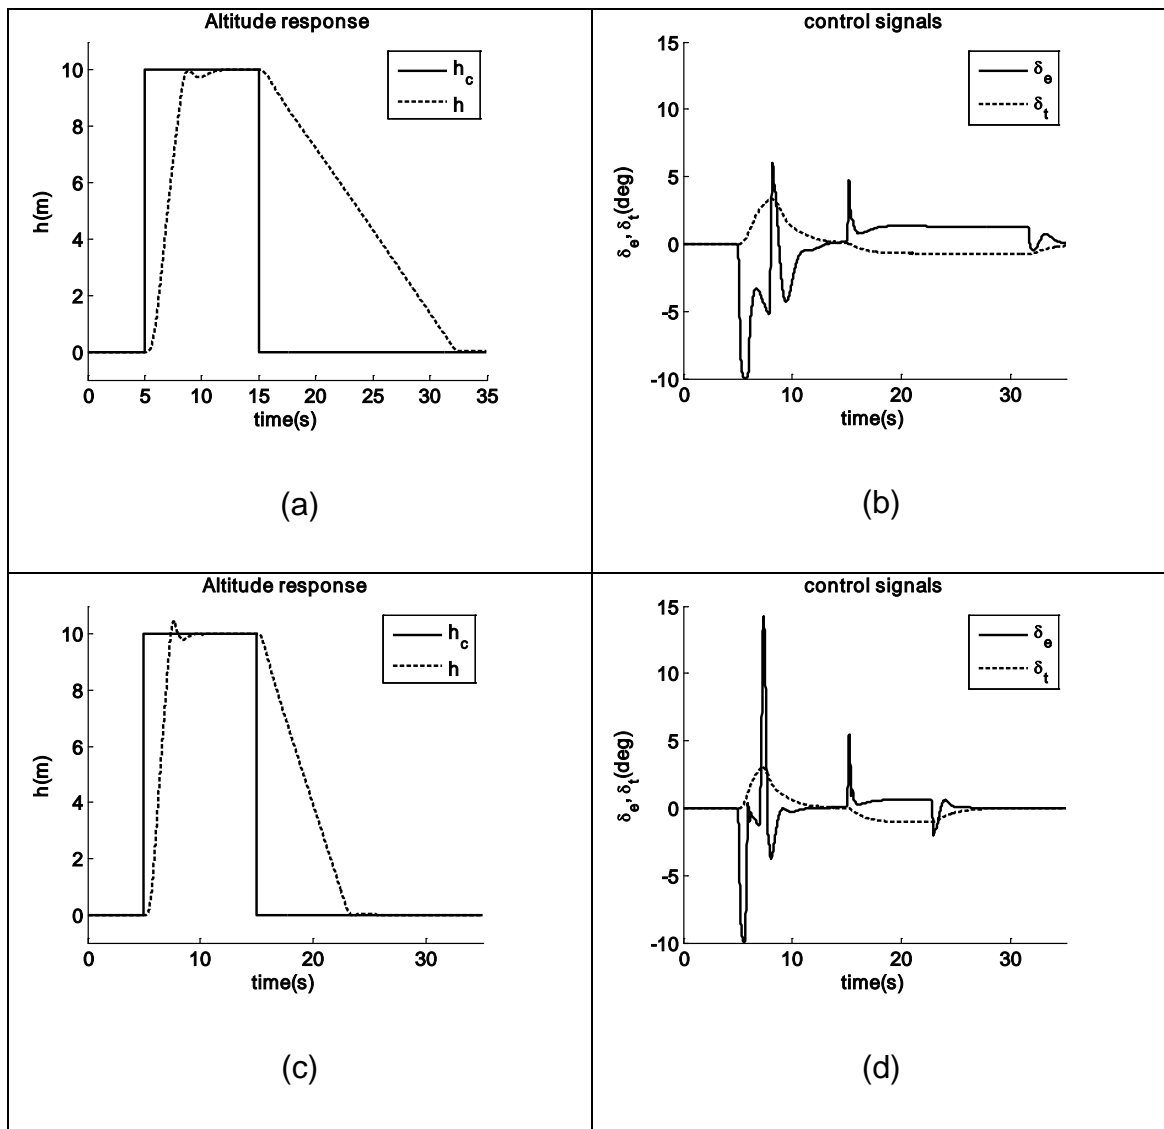 Altitude response
h_c
h
h(m)
10
8
6
4
2
0
0 5 10 15 20 25 30 35
time(s)
(a)
control signals
δ_e
δ_t
δ_e, δ_t(deg)
15
10
5
0
-5
-10
0 10 20 30
time(s)
(b)
Altitude response
h_c
h
h(m)
10
8
6
4
2
0
0 10 20 30
time(s)
(c)
control signals
δ_e
δ_t
δ_e, δ_t(deg)
15
10
5
0
-5
-10
0 10 20 30
time(s)
(d)